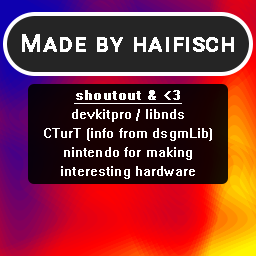 MADE BY HAIFISCH
shoutout & <3
devkitpro / libnds
CTurT (info from dsgmLib)
nintendo for making
interesting hardware